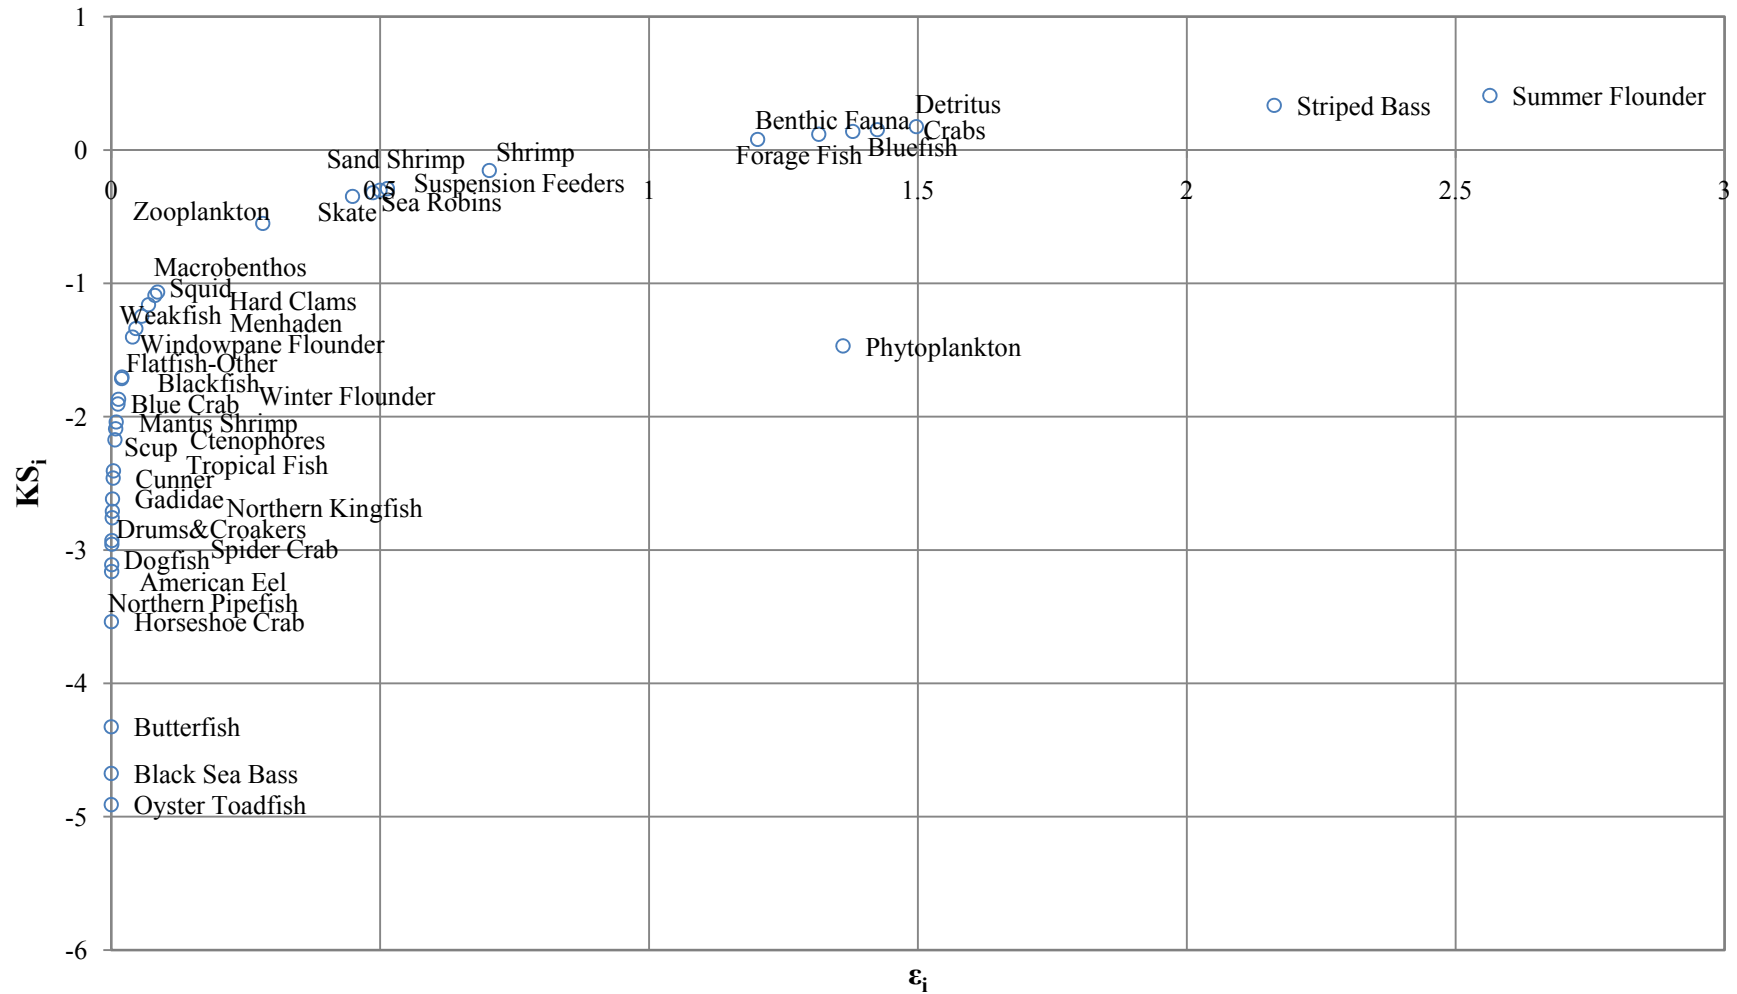 1
Detritus
Striped Bass
Summer Flounder
Benthic Fauna
Crabs
0
Sand Shrimp
Shrimp
Forage Fish
Bluefish
Suspension Feeders
0
0.5
1
1.5
2
2.5
3
Zooplankton
Skate
Sea Robins
Macrobenthos
-1
Squid
Hard Clams
Weakfish
Menhaden
Windowpane Flounder
Phytoplankton
Flatfish-Other
Blackfish
Winter Flounder
Blue Crab
-2
Mantis Shrimp
Ctenophores
Scup
Tropical Fish
KSi
Cunner
Gadidae
Northern Kingfish
Drums&Croakers
-3
Spider Crab
Dogfish
American Eel
Northern Pipefish
Horseshoe Crab
-4
Butterfish
Black Sea Bass
Oyster Toadfish
-5
-6
εi